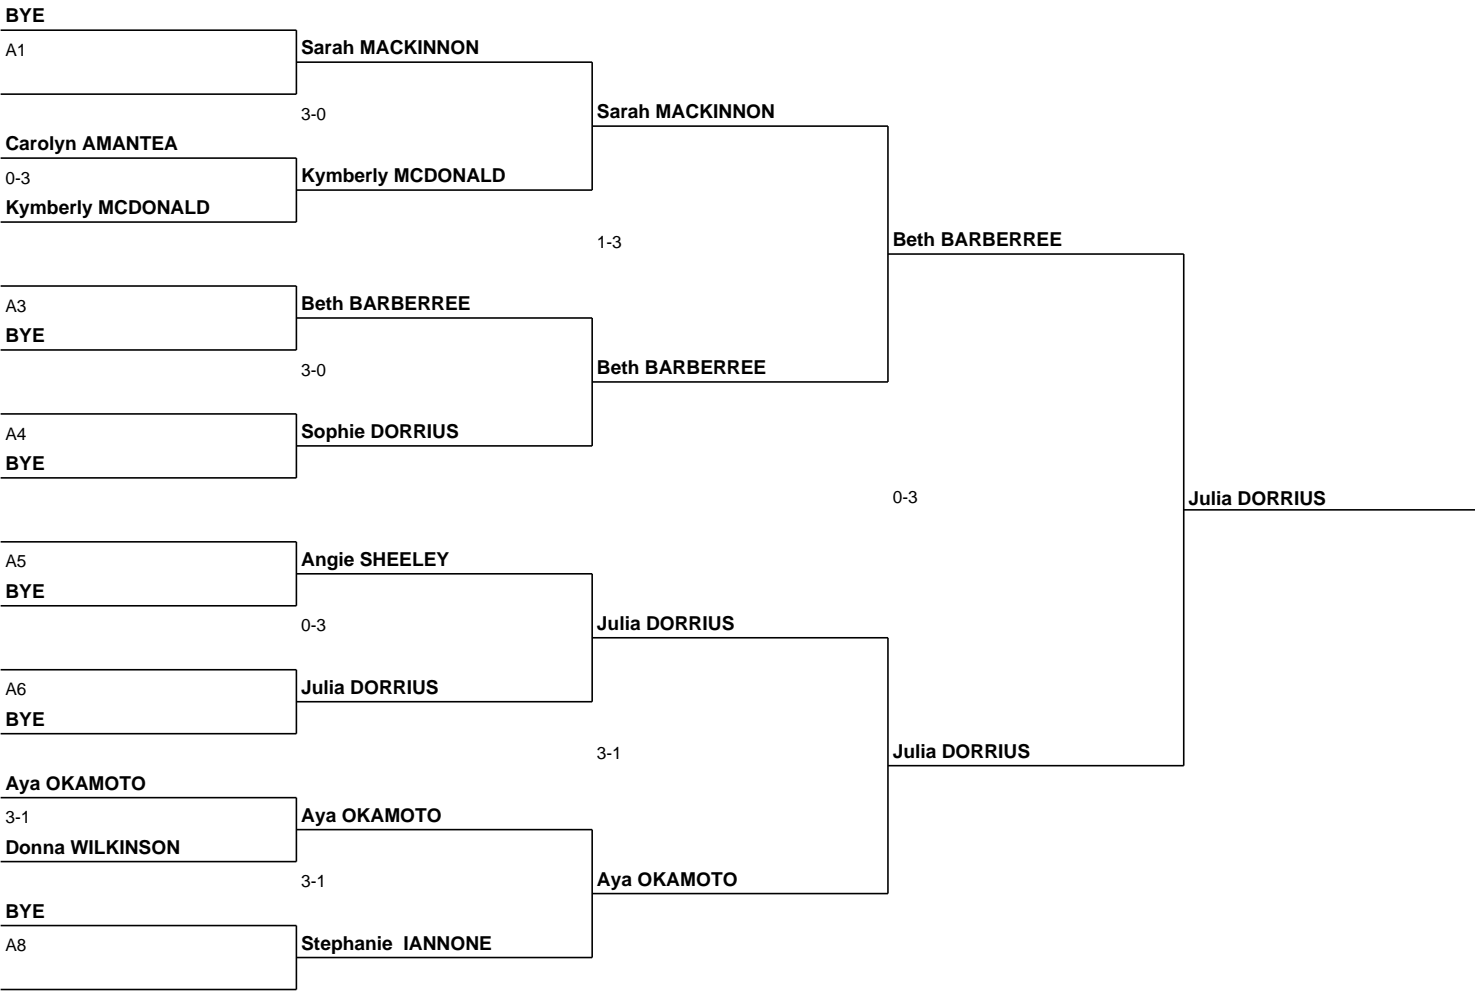 BYE
A1
Sarah MACKINNON
3-0
Sarah MACKINNON
Carolyn AMANTEA
0-3
Kymberly MCDONALD
Kymberly MCDONALD
1-3
Beth BARBERREE
A3
Beth BARBERREE
BYE
3-0
Beth BARBERREE
A4
Sophie DORRIUS
BYE
0-3
Julia DORRIUS
A5
Angie SHEELEY
BYE
0-3
Julia DORRIUS
A6
Julia DORRIUS
BYE
3-1
Julia DORRIUS
Aya OKAMOTO
3-1
Aya OKAMOTO
Donna WILKINSON
3-1
Aya OKAMOTO
BYE
A8
Stephanie  IANNONE